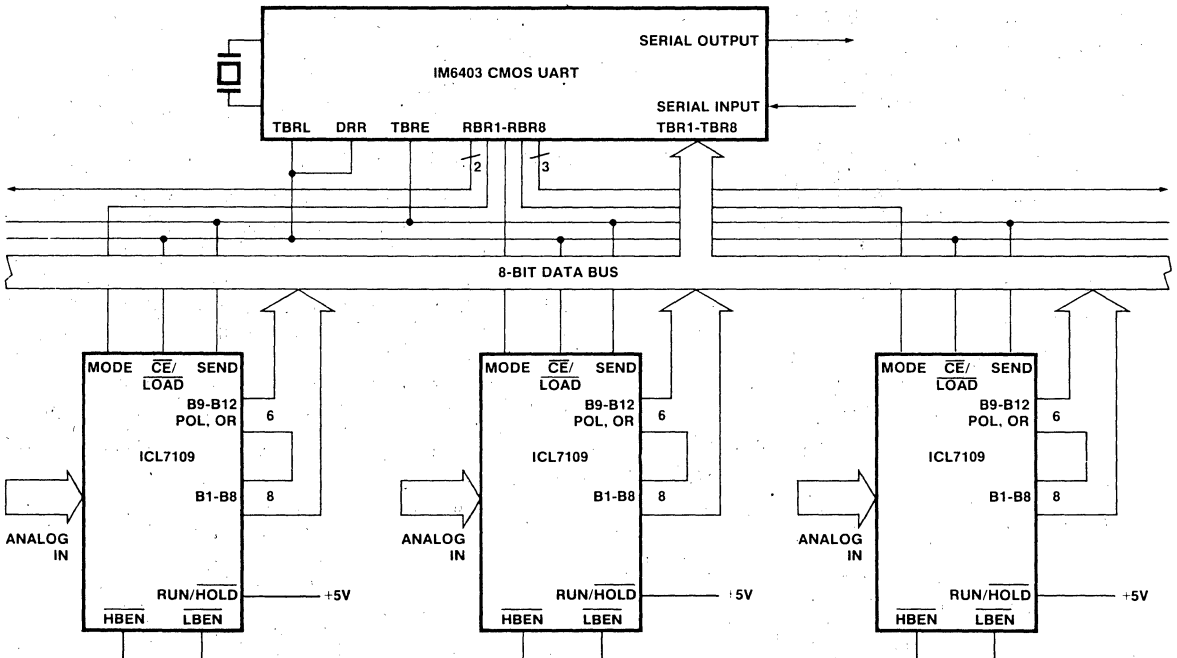 SERIAL OUTPUT
IM6403 CMOS UART
SERIAL INPUT
TBRL DRR TBRE RBR1-RBR8 TBR1-TBR8
2 3
8-BIT DATA BUS
MODE CE/ SEND
LOAD
B9-B12
POL, OR 6
ICL7109
B1-B8 8
ANALOG
IN
RUN/HOLD +5V
HBEN LBEN
MODE CE/ SEND
LOAD
B9-B12
POL, OR 6
ICL7109
B1-B8 8
ANALOG
IN
RUN/HOLD +5V
HBEN LBEN
MODE CE/ SEND
LOAD
B9-B12
POL, OR 6
ICL7109
B1-B8 8
ANALOG
IN
RUN/HOLD +5V
HBEN LBEN